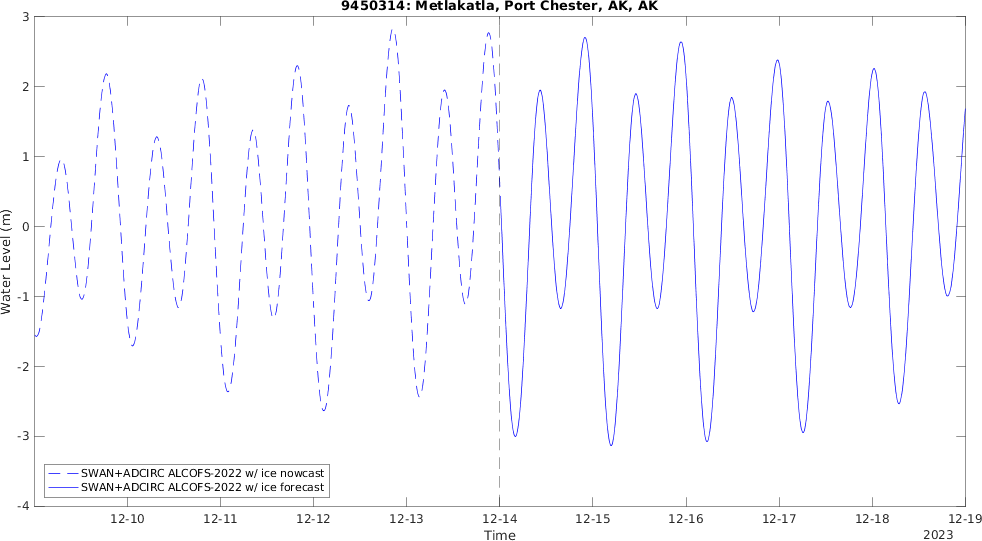 9450314: Metlakatla, Port Chester, AK, AK
3
2
1
0
-1
-2
-3
-4
Water Level (m)
SWAN+ADCIRC ALCOFS-2022 w/ ice nowcast
SWAN+ADCIRC ALCOFS-2022 w/ ice forecast
12-10 12-11 12-12 12-13 12-14 12-15 12-16 12-17 12-18 12-19
Time
2023